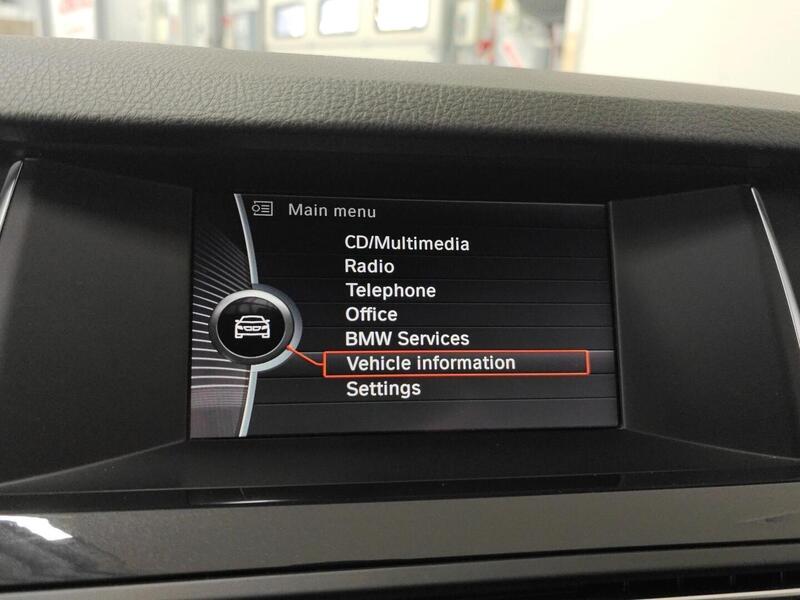 Main menu
CD/Multimedia
Radio
Telephone
Office
BMW Services
Vehicle information
Settings